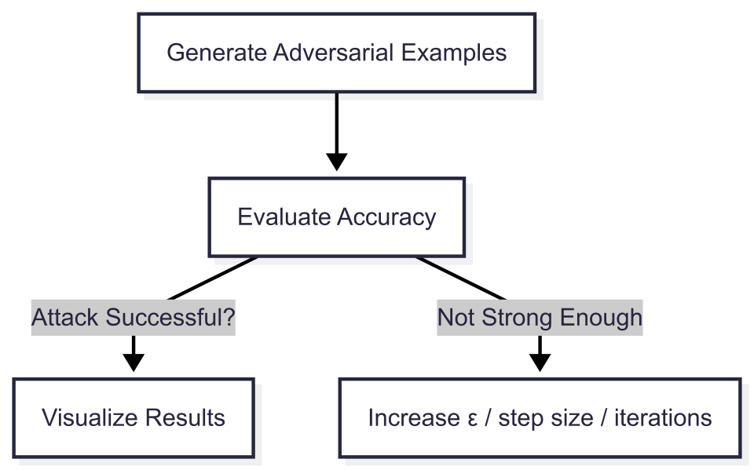 Generate Adversarial Examples
Evaluate Accuracy
Attack Successful?
Not Strong Enough
Visualize Results
Increase ε / step size / iterations